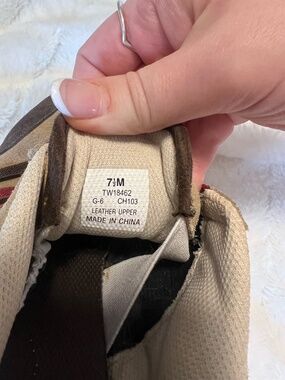 7½M
TW18462
G-6 CH103
LEATHER UPPER
MADE IN CHINA